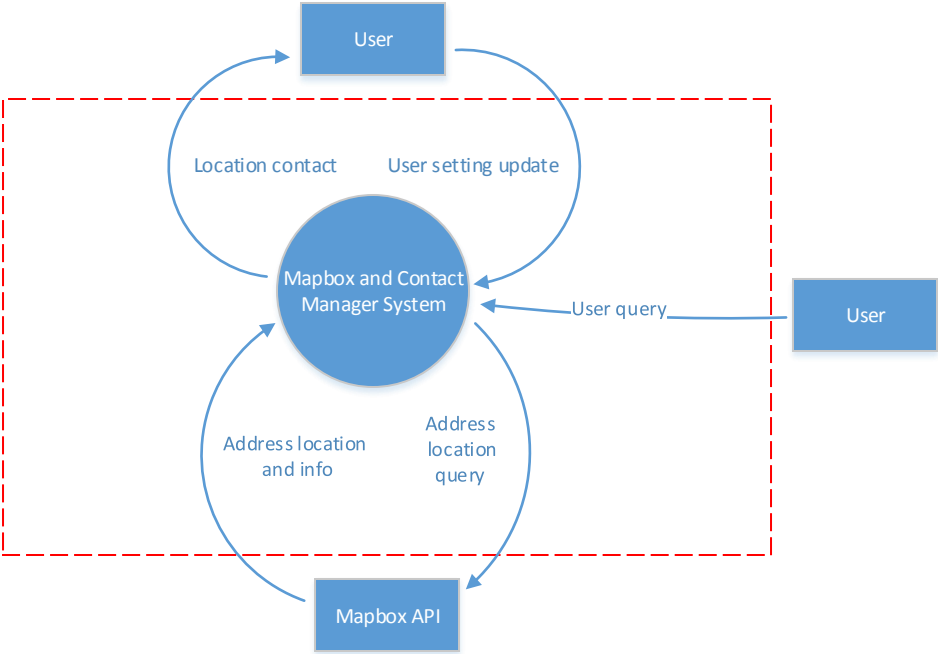 User
Location contact
User setting update
Mapbox and Contact
Manager System
User query
User
Address location
and info
Address
location
query
Mapbox API